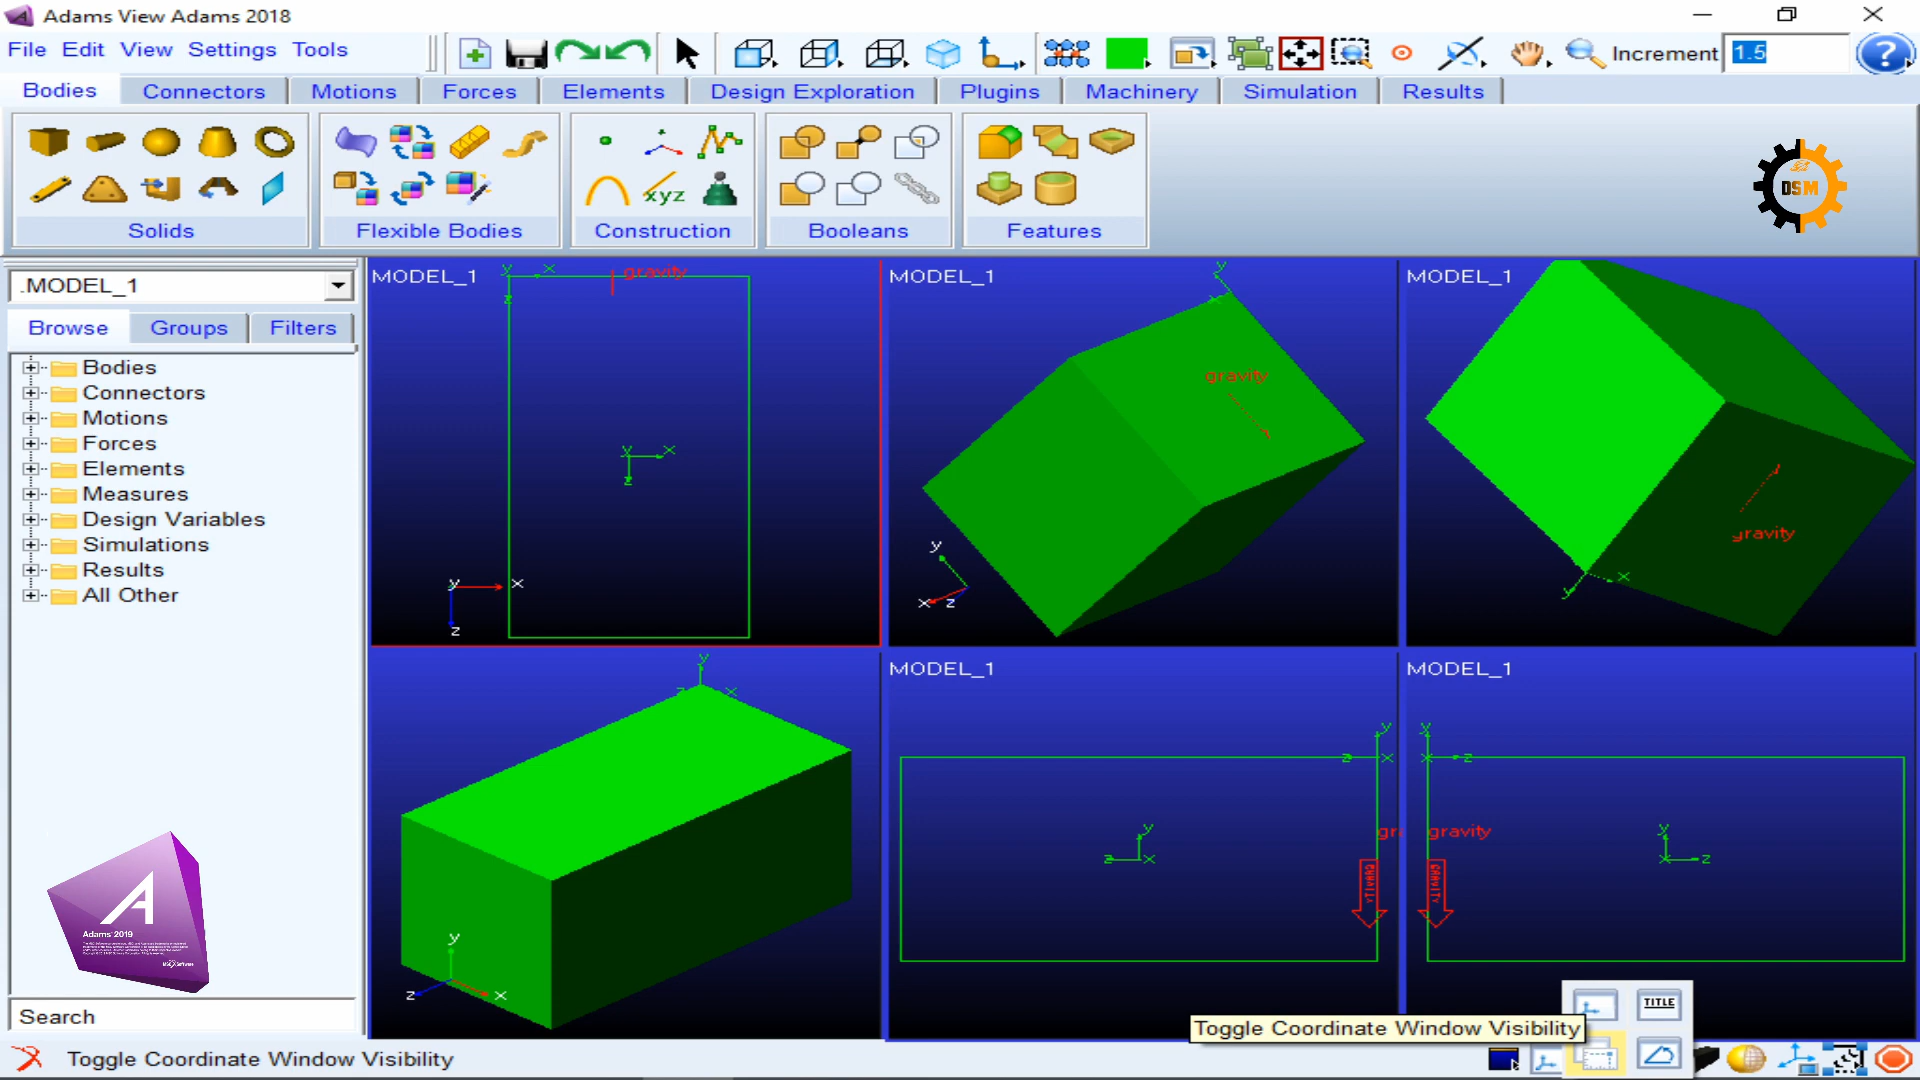 Adams View Adams 2018
File Edit View Settings Tools
Increment 1.5
Bodies Connectors Motions Forces Elements Design Exploration Plugins Machinery Simulation Results
xyz
DSM
Solids Flexible Bodies Construction Booleans Features
.MODEL_1
Browse Groups Filters
Bodies
Connectors
Motions
Forces
Elements
Measures
Design Variables
Simulations
Results
All Other
A
Adams 2019
Search
MODEL_1
y x gravity
z
y x
z
y x
z
MODEL_1
y
x
gravity
y
x z
MODEL_1
gravity
x
y
y
z x
y
z x
MODEL_1
y
z x
gr
y
z x
GRAVITY
MODEL_1
y
x z
gravity
y
x z
GRAVITY
TITLE
Toggle Coordinate Window Visibility
Toggle Coordinate Window Visibility